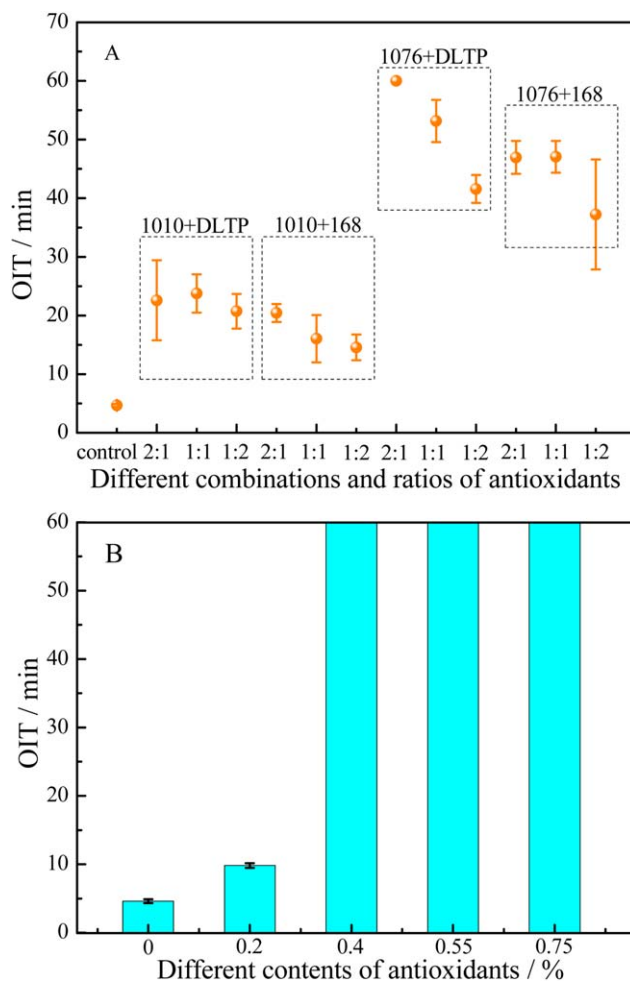 A
70
60
50
40
30
20
10
0
OIT / min
1076+DLTP
1076+168
1010+DLTP
1010+168
control 2:1 1:1 1:2 2:1 1:1 1:2 2:1 1:1 1:2 2:1 1:1 1:2
Different combinations and ratios of antioxidants
B
60
50
40
30
20
10
0
OIT / min
0 0.2 0.4 0.55 0.75
Different contents of antioxidants / %